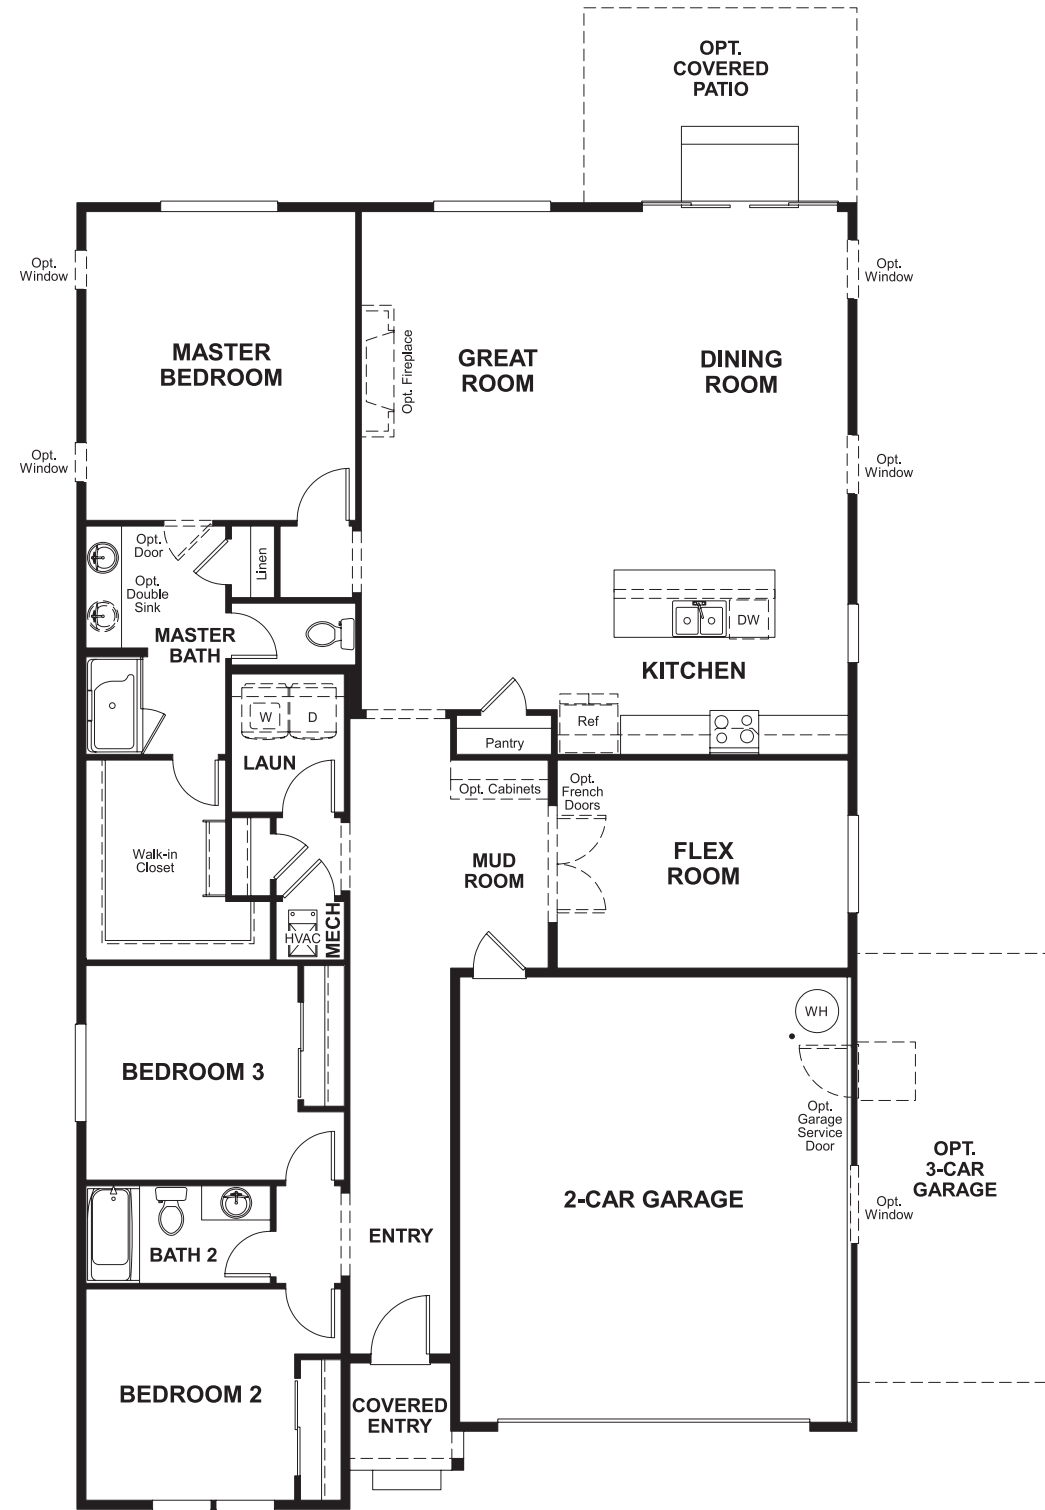 OPT.
COVERED
PATIO
Opt.
Window
Opt.
Window
MASTER
BEDROOM
Opt. Fireplace
GREAT
ROOM
DINING
ROOM
Opt.
Window
Opt.
Window
Opt.
Door
Linen
Opt.
Double
Sink
MASTER
BATH
DW
KITCHEN
W
D
LAUN
Pantry
Ref
Opt. Cabinets
Opt.
French
Doors
Walk-in
Closet
MUD
ROOM
FLEX
ROOM
HVAC
MECH
WH
BEDROOM 3
Opt.
Garage
Service
Door
OPT.
3-CAR
GARAGE
2-CAR GARAGE
Opt.
Window
BATH 2
ENTRY
BEDROOM 2
COVERED
ENTRY